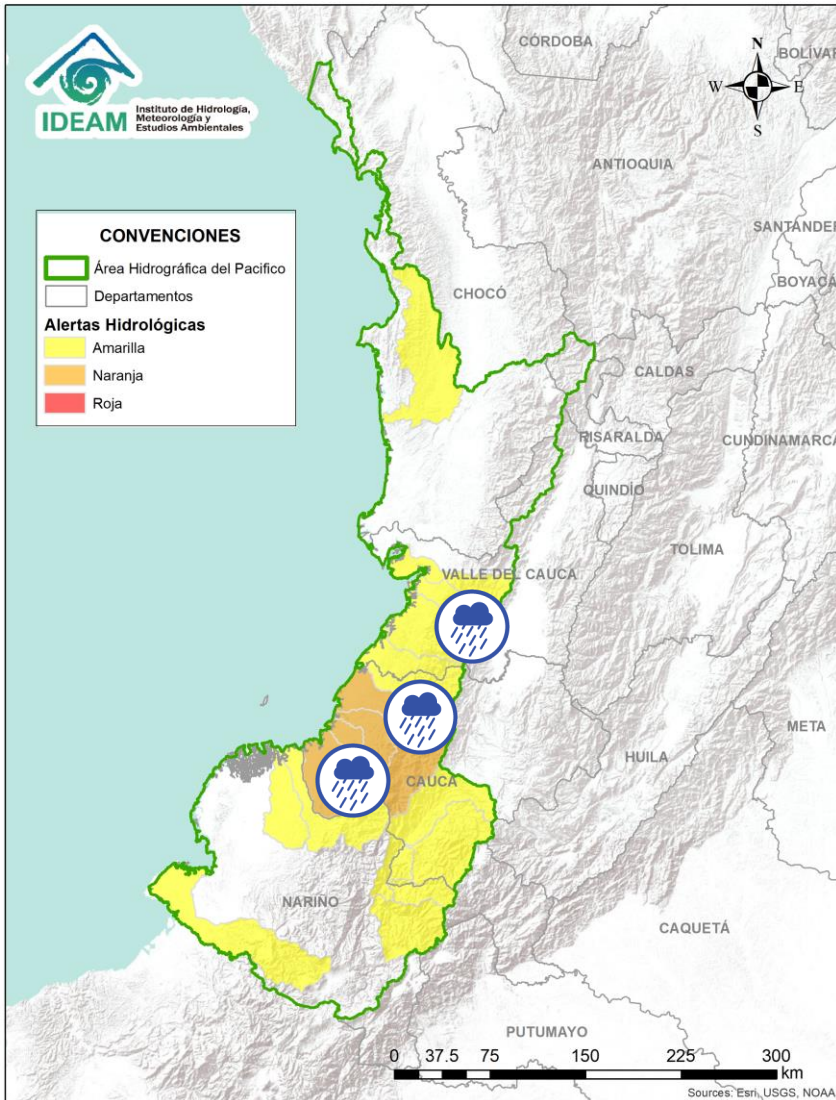 IDEAM
Instituto de Hidrología,
Meteorología y
Estudios Ambientales
N
W E
S
CÓRDOBA
BOLÍVAR
ANTIOQUIA
SANTANDER
BOYACÁ
CONVENCIONES
Área Hidrográfica del Pacifico
Departamentos
Alertas Hidrológicas
Amarilla
Naranja
Roja
CHOCÓ
CALDAS
RISARALDA
CUNDINAMARCA
QUINDÍO
TOLIMA
VALLE DEL CAUCA
META
HUILA
CAUCA
NARIÑO
CAQUETÁ
PUTUMAYO
0 37.5 75 150 225 300
km
Sources: Esri, USGS, NOAA